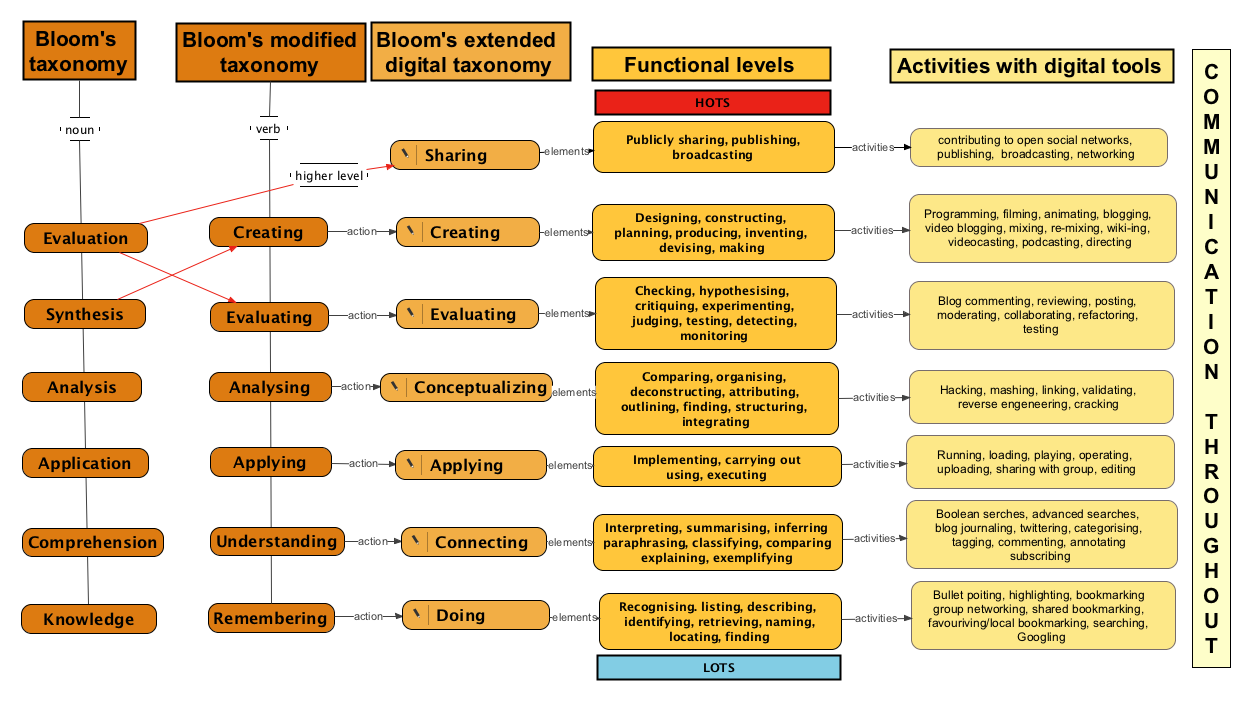 Bloom's
taxonomy
Bloom's modified
taxonomy
Bloom's extended
digital taxonomy
Functional levels
Activities with digital tools
HOTS
noun
verb
higher level
Sharing
elements
Publicly sharing, publishing,
broadcasting
activities
contributing to open social networks,
publishing, broadcasting, networking
Evaluation
Creating
action
Creating
elements
Designing, constructing,
planning, producing, inventing,
devising, making
activities
Programming, filming, animating, blogging,
video blogging, mixing, re-mixing, wiki-ing,
videocasting, podcasting, directing
Synthesis
Evaluating
action
Evaluating
elements
Checking, hypothesising,
critiquing, experimenting,
judging, testing, detecting,
monitoring
activities
Blog commenting, reviewing, posting,
moderating, collaborating, refactoring,
testing
Analysis
Analysing
action
Conceptualizing
elements
Comparing, organising,
deconstructing, attributing,
outlining, finding, structuring,
integrating
activities
Hacking, mashing, linking, validating,
reverse engeneering, cracking
Application
Applying
action
Applying
elements
Implementing, carrying out
using, executing
activities
Running, loading, playing, operating,
uploading, sharing with group, editing
Comprehension
Understanding
action
Connecting
elements
Interpreting, summarising, inferring
paraphrasing, classifying, comparing
explaining, exemplifying
activities
Boolean serches, advanced searches,
blog journaling, twittering, categorising,
tagging, commenting, annotating
subscribing
Knowledge
Remembering
action
Doing
elements
Recognising. listing, describing,
identifying, retrieving, naming,
locating, finding
activities
Bullet poiting, highlighting, bookmarking
group networking, shared bookmarking,
favouriving/local bookmarking, searching,
Googling
LOTS
COMMUNICATION THROUGHOUT